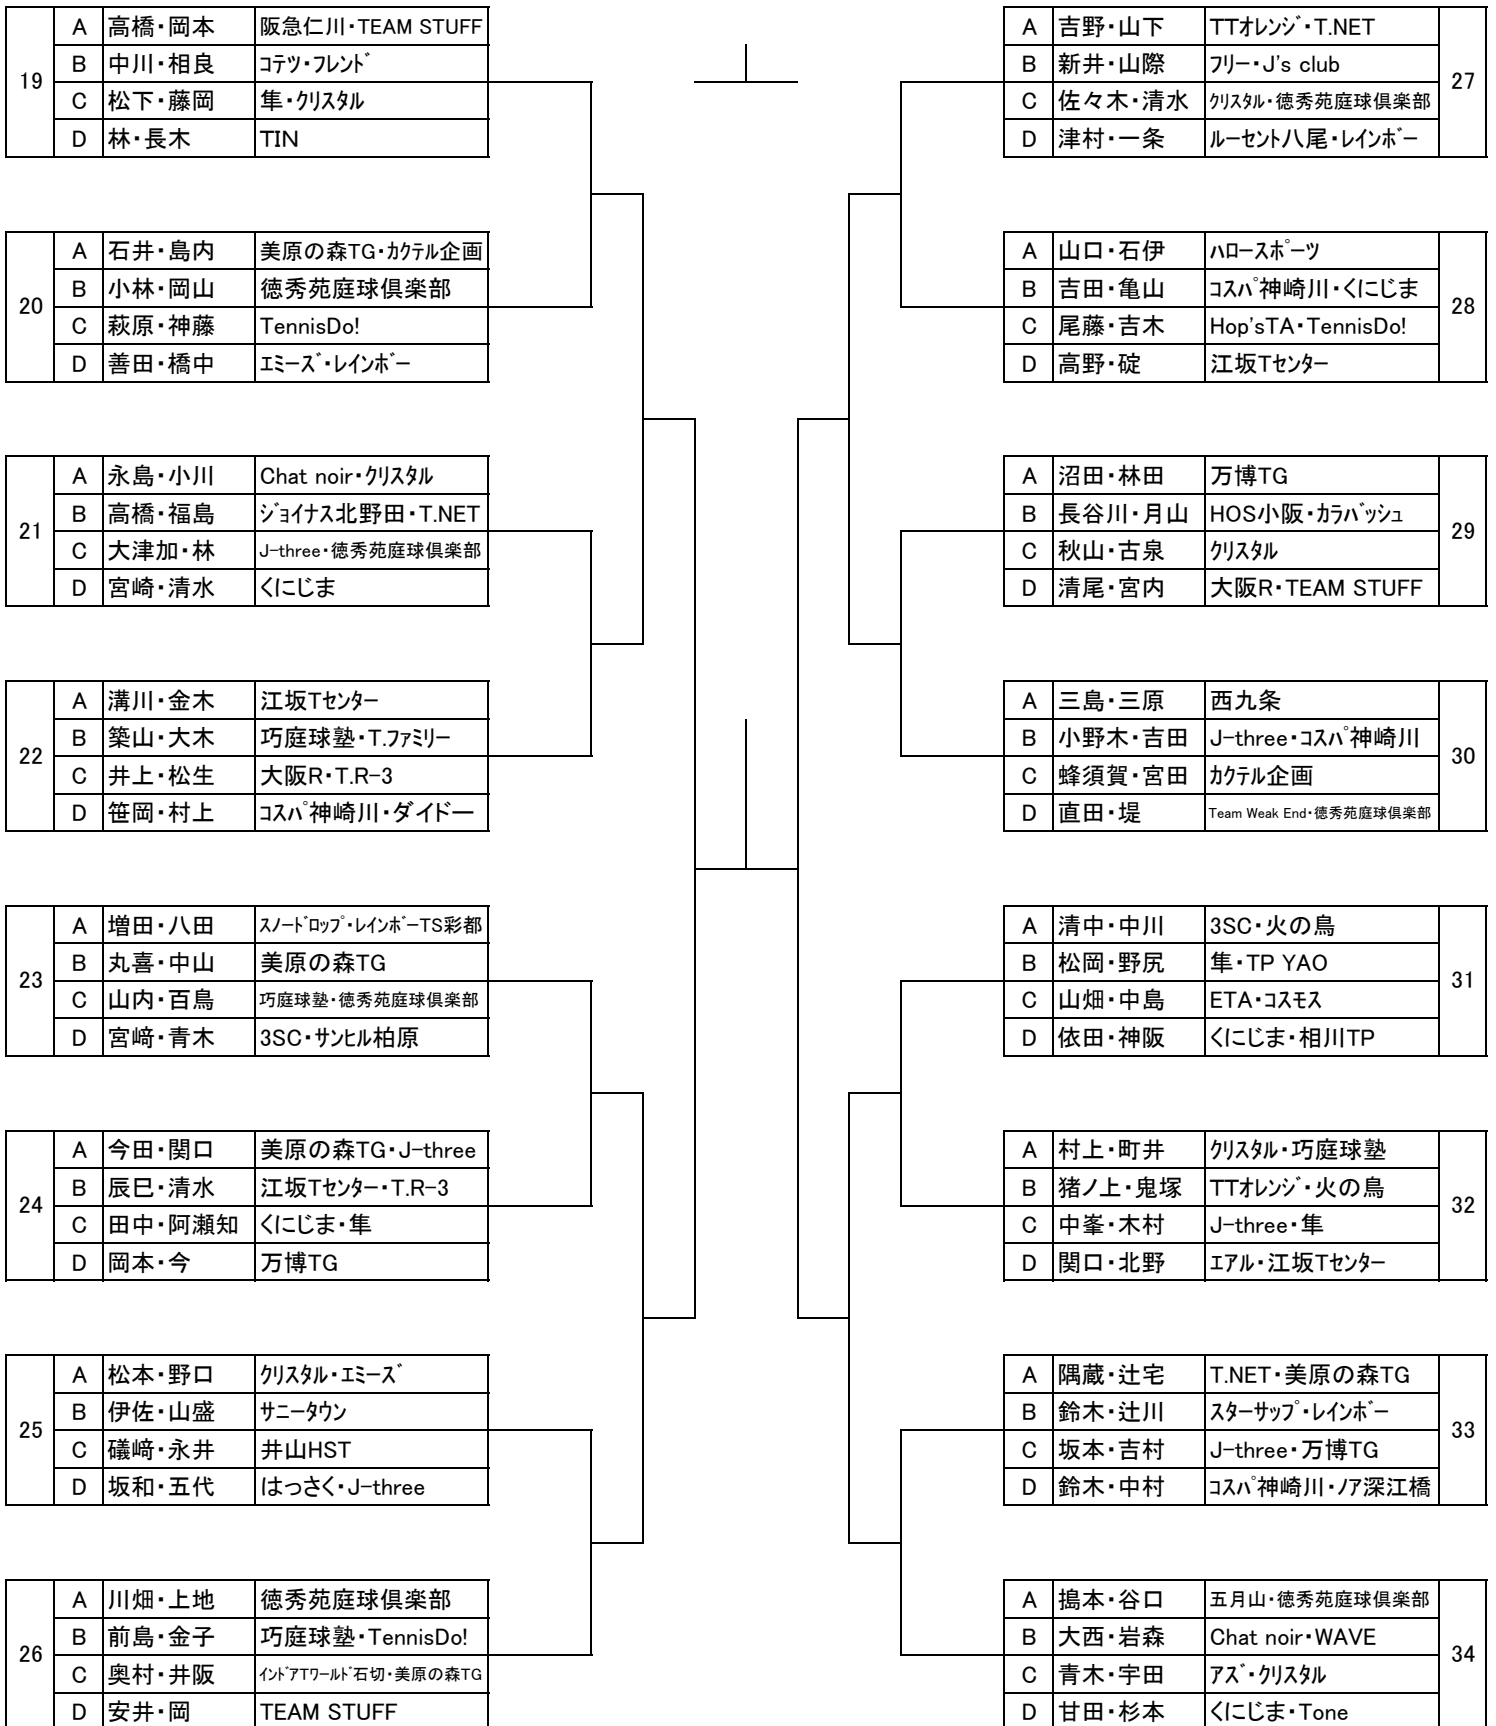 19
A 高橋・岡本 阪急仁川・TEAM STUFF
B 中川・相良 ｺﾃﾂ・ﾌﾚﾝﾄﾞ
C 松下・藤岡 隼・ｸﾘｽﾀﾙ
D 林・長木 TIN
20
A 石井・島内 美原の森TG・ｶｸﾃﾙ企画
B 小林・岡山 徳秀苑庭球倶楽部
C 萩原・神藤 TennisDo!
D 善田・橋中 ｴﾐｰｽﾞ・ﾚｲﾝﾎﾞｰ
21
A 永島・小川 Chat noir・ｸﾘｽﾀﾙ
B 高橋・福島 ｼﾞｮｲﾅｽ北野田・T.NET
C 大津加・林 J-three・徳秀苑庭球倶楽部
D 宮崎・清水 くにじま
22
A 溝川・金木 江坂Tｾﾝﾀｰ
B 築山・大木 巧庭球塾・T.ﾌｧﾐﾘｰ
C 井上・松生 大阪R・T.R-3
D 笹岡・村上 ｺｽﾊﾟ神崎川・ダイドー
23
A 増田・八田 ｽﾉｰﾄﾞﾛｯﾌﾟ・ﾚｲﾝﾎﾞｰTS彩都
B 丸喜・中山 美原の森TG
C 山内・百鳥 巧庭球塾・徳秀苑庭球倶楽部
D 宮﨑・青木 3SC・ｻﾝﾋﾙ柏原
24
A 今田・関口 美原の森TG・J-three
B 辰巳・清水 江坂Tｾﾝﾀｰ・T.R-3
C 田中・阿瀬知 くにじま・隼
D 岡本・今 万博TG
25
A 松本・野口 ｸﾘｽﾀﾙ・ｴﾐｰｽﾞ
B 伊佐・山盛 ｻﾆｰﾀｳﾝ
C 礒﨑・永井 井山HST
D 坂和・五代 はっさく・J-three
26
A 川畑・上地 徳秀苑庭球倶楽部
B 前島・金子 巧庭球塾・TennisDo!
C 奥村・井阪 ｲﾝﾄﾞｱTﾜｰﾙﾄﾞ石切・美原の森TG
D 安井・岡 TEAM STUFF
27
A 吉野・山下 TTｵﾚﾝｼﾞ・T.NET
B 新井・山際 ﾌﾘｰ・J's club
C 佐々木・清水 ｸﾘｽﾀﾙ・徳秀苑庭球倶楽部
D 津村・一条 ﾙｰｾﾝﾄ八尾・ﾚｲﾝﾎﾞｰ
28
A 山口・石伊 ﾊﾛｰｽﾎﾟｰﾂ
B 吉田・亀山 ｺｽﾊﾟ神崎川・くにじま
C 尾藤・吉木 Hop'sTA・TennisDo!
D 高野・碇 江坂Tｾﾝﾀｰ
29
A 沼田・林田 万博TG
B 長谷川・月山 HOS小阪・ｶﾗﾊﾞｯｼｭ
C 秋山・古泉 ｸﾘｽﾀﾙ
D 清尾・宮内 大阪R・TEAM STUFF
30
A 三島・三原 西九条
B 小野木・吉田 J-three・ｺｽﾊﾟ神崎川
C 蜂須賀・宮田 ｶｸﾃﾙ企画
D 直田・堤 Team Weak End・徳秀苑庭球倶楽部
31
A 清中・中川 3SC・火の鳥
B 松岡・野尻 隼・TP YAO
C 山畑・中島 ETA・ｺｽﾓｽ
D 依田・神阪 くにじま・相川TP
32
A 村上・町井 ｸﾘｽﾀﾙ・巧庭球塾
B 猪ノ上・鬼塚 TTｵﾚﾝｼﾞ・火の鳥
C 中峯・木村 J-three・隼
D 関口・北野 ｴｱﾙ・江坂Tｾﾝﾀｰ
33
A 隅蔵・辻宅 T.NET・美原の森TG
B 鈴木・辻川 ｽﾀｰｻｯﾌﾟ・ﾚｲﾝﾎﾞｰ
C 坂本・吉村 J-three・万博TG
D 鈴木・中村 ｺｽﾊﾟ神崎川・ﾉｱ深江橋
34
A 搗本・谷口 五月山・徳秀苑庭球倶楽部
B 大西・岩森 Chat noir・WAVE
C 青木・宇田 ｱｽﾞ・ｸﾘｽﾀﾙ
D 甘田・杉本 くにじま・Tone